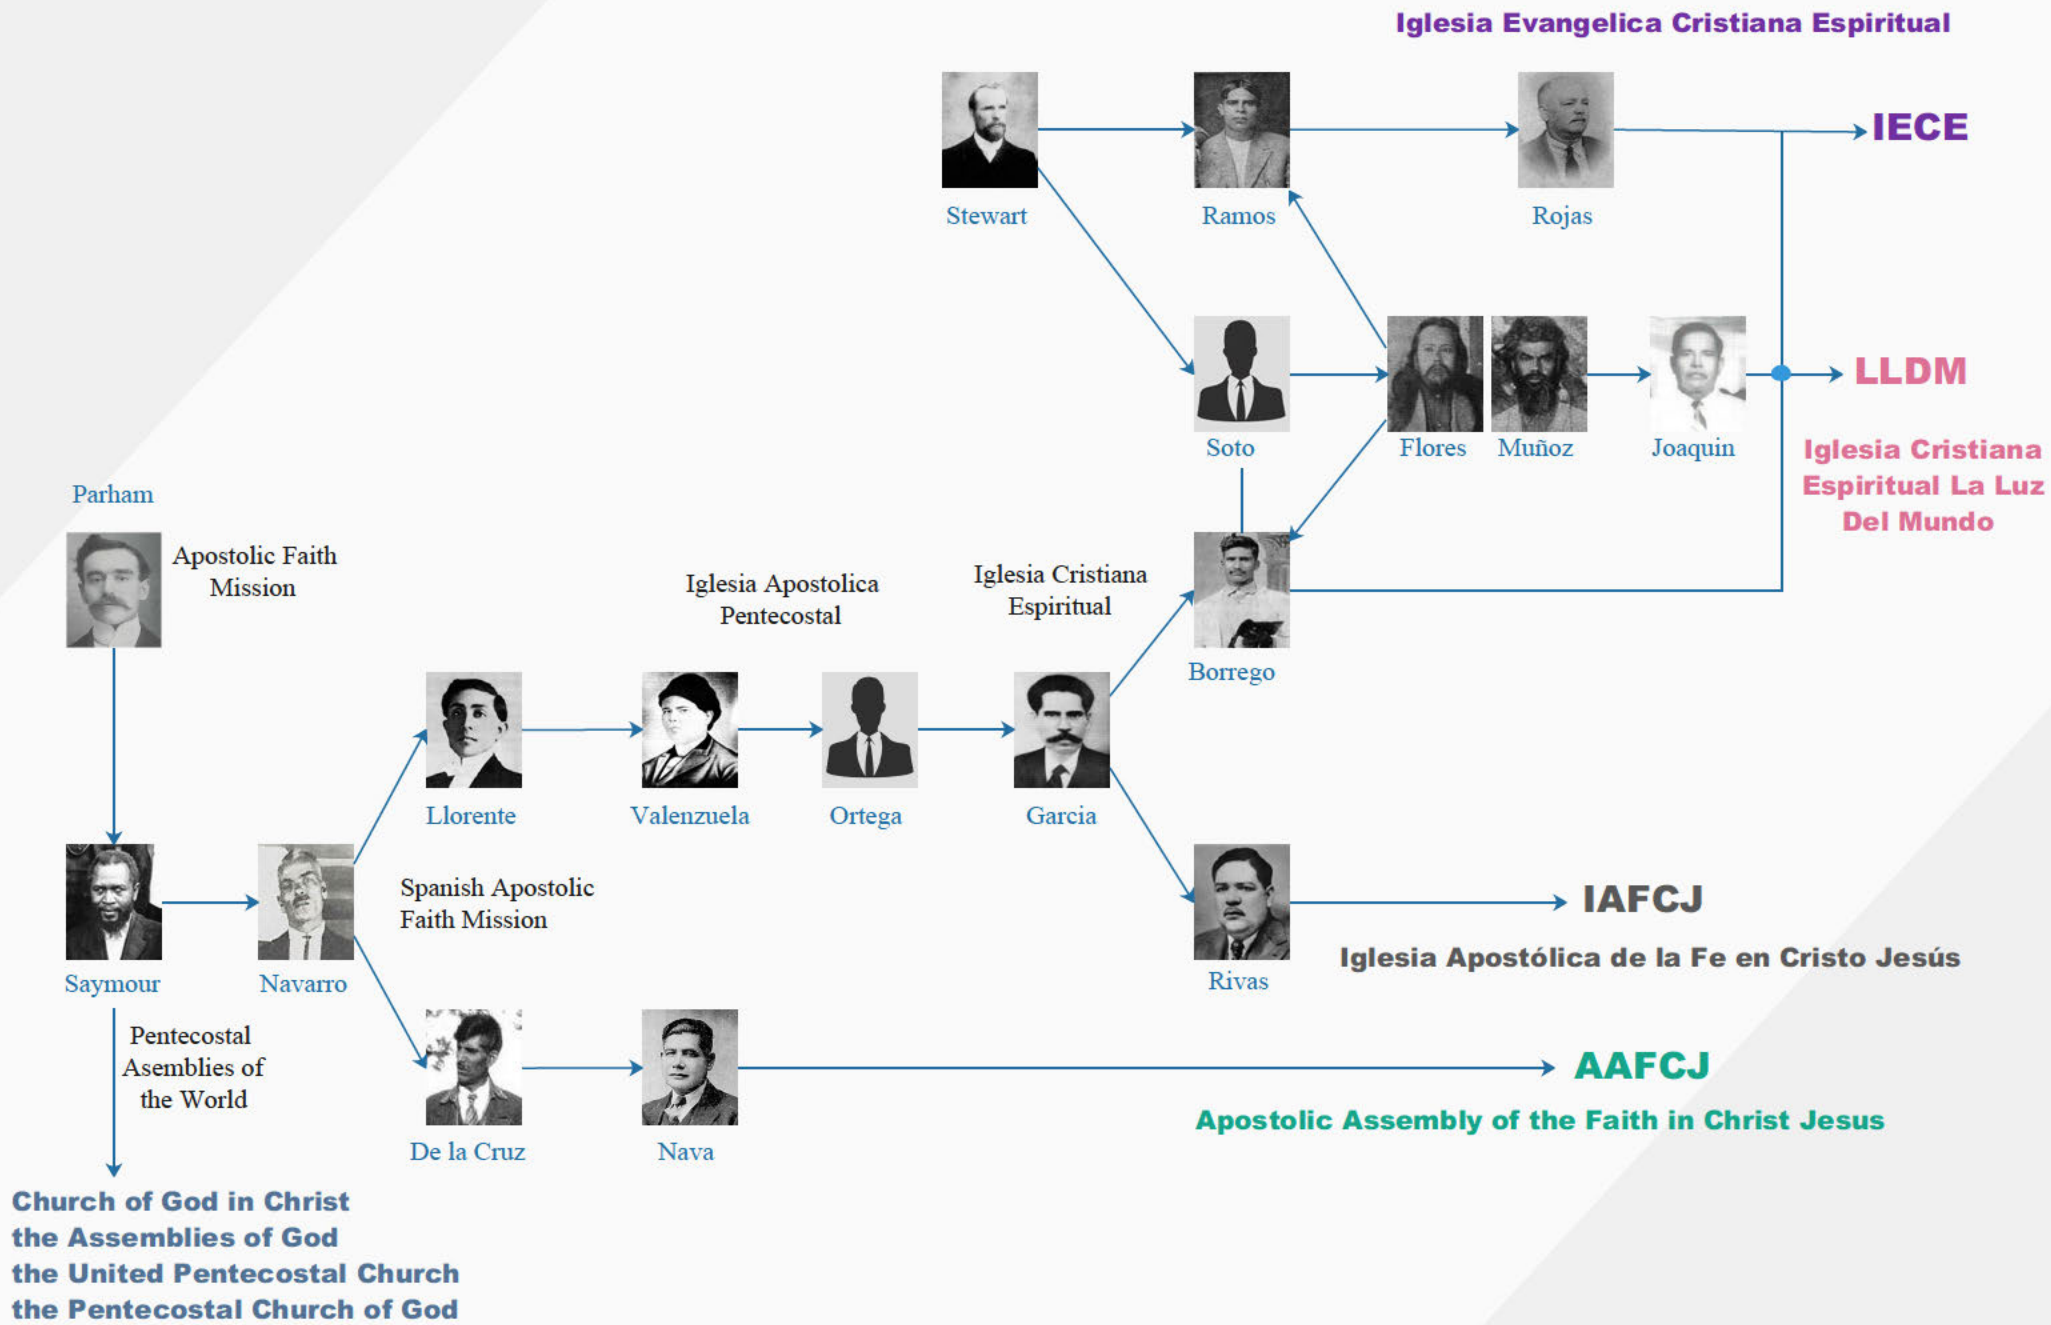 Iglesia Evangelica Cristiana Espiritual
IECE
Stewart
Ramos
Rojas
LLDM
Soto
Flores
Muñoz
Joaquin
Iglesia Cristiana
Espiritual La Luz
Del Mundo
Parham
Apostolic Faith
Mission
Iglesia Apostolica
Pentecostal
Iglesia Cristiana
Espiritual
Borrego
Llorente
Valenzuela
Ortega
Garcia
Spanish Apostolic
Faith Mission
IAFCJ
Iglesia Apostólica de la Fe en Cristo Jesús
Saymour
Navarro
Rivas
Pentecostal
Asemblies of
the World
AAFCJ
Apostolic Assembly of the Faith in Christ Jesus
De la Cruz
Nava
Church of God in Christ
the Assemblies of God
the United Pentecostal Church
the Pentecostal Church of God